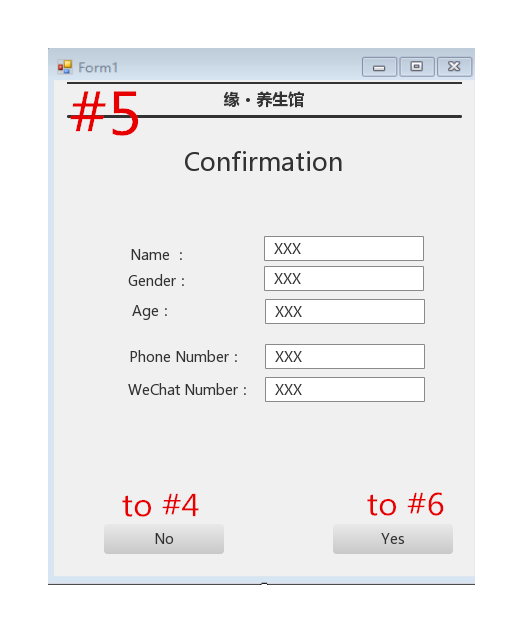 Form1
#5
缘·养生馆
Confirmation
Name : XXX
Gender : XXX
Age : XXX
Phone Number : XXX
WeChat Number : XXX
to #4 to #6
No Yes